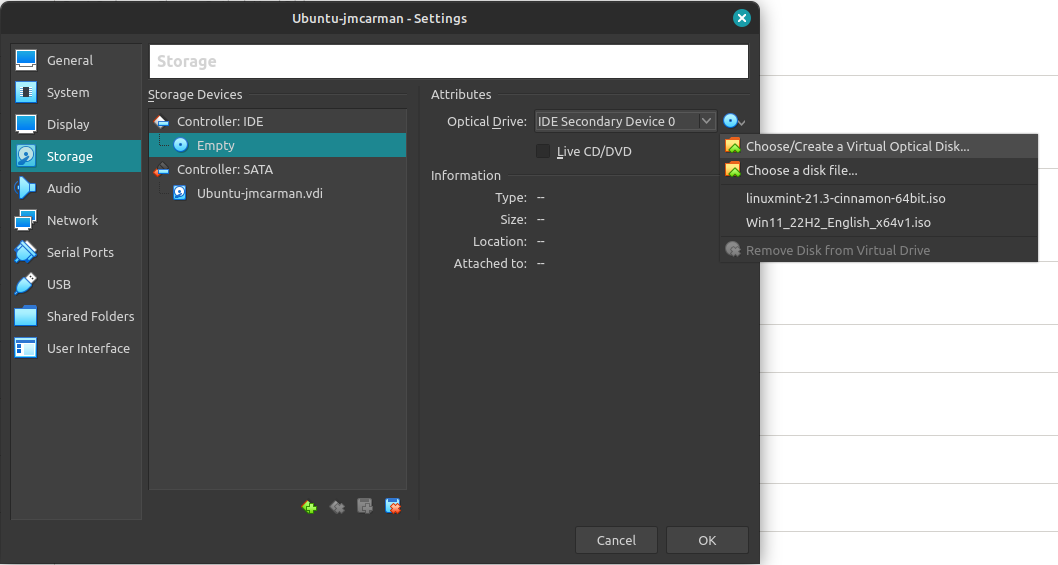 Ubuntu-jmcarman - Settings
General
System
Display
Storage
Audio
Network
Serial Ports
USB
Shared Folders
User Interface
Storage
Storage Devices
Controller: IDE
Empty
Controller: SATA
Ubuntu-jmcarman.vdi
Attributes
Optical Drive: IDE Secondary Device 0
Live CD/DVD
Information
Type: --
Size: --
Location: --
Attached to: --
Choose/Create a Virtual Optical Disk...
Choose a disk file...
linuxmint-21.3-cinnamon-64bit.iso
Win11_22H2_English_x64v1.iso
Remove Disk from Virtual Drive
Cancel
OK